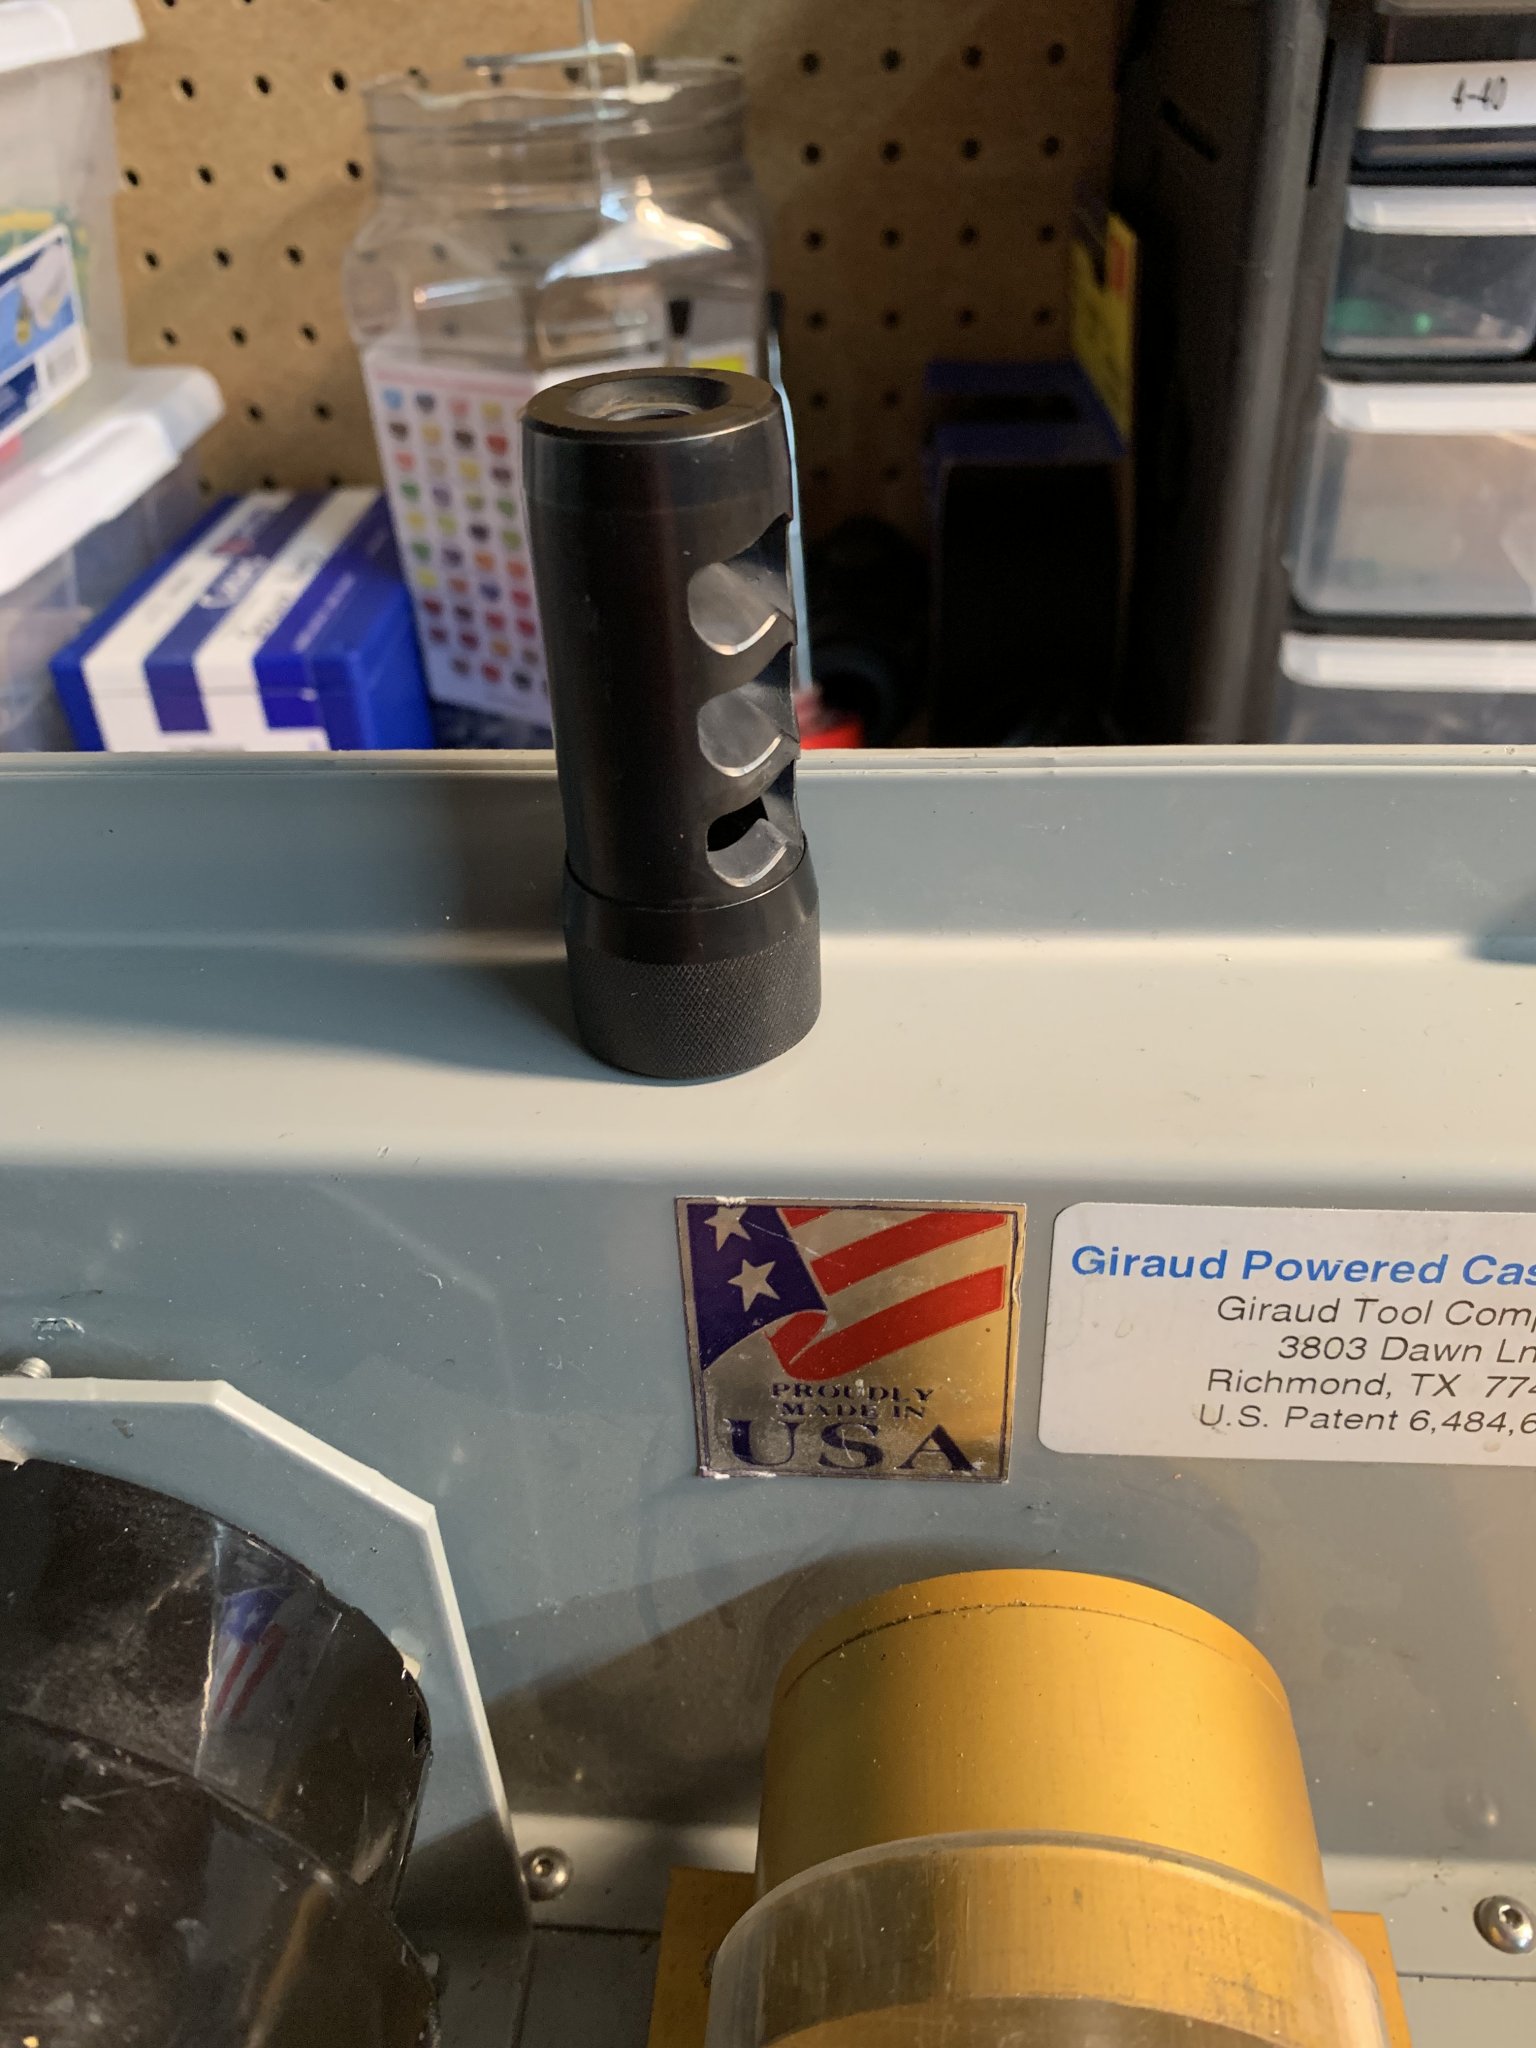 4-40
PROUDLY
MADE IN
USA
Giraud Powered Cas
Giraud Tool Comp
3803 Dawn Ln
Richmond, TX 774
U.S. Patent 6,484,6